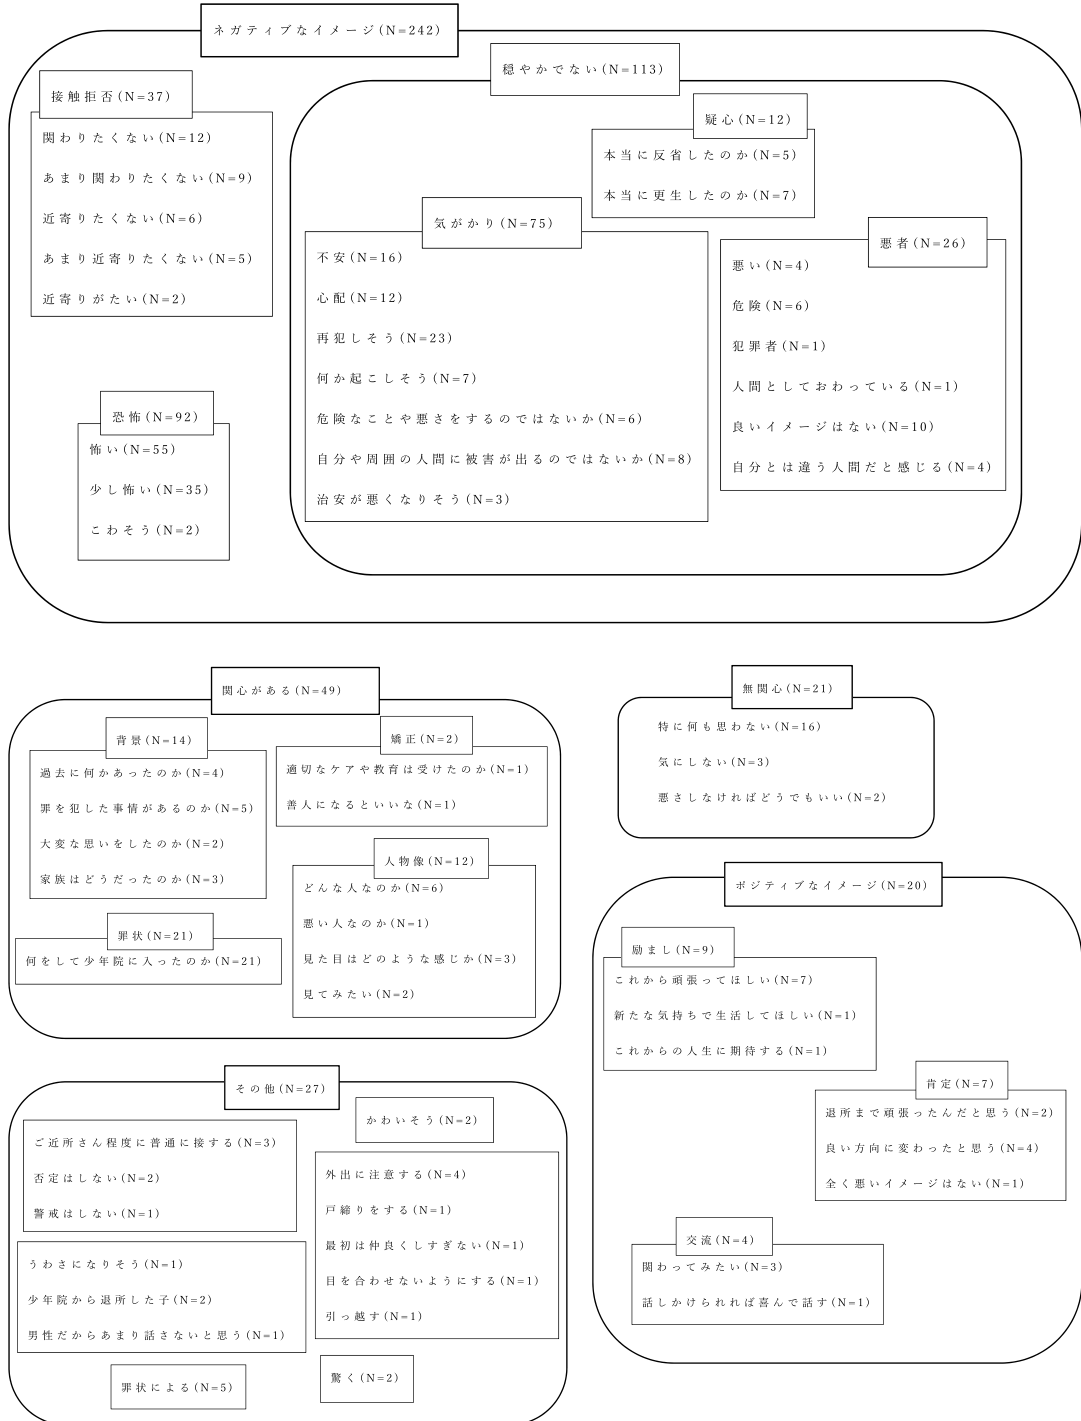 ネガティブなイメージ(N=242)
接触拒否(N=37)
関わりたくない(N=12)
あまり関わりたくない(N=9)
近寄りたくない(N=6)
あまり近寄りたくない(N=5)
近寄りがたい(N=2)
恐怖(N=92)
怖い(N=55)
少し怖い(N=35)
こわそう(N=2)
穏やかでない(N=113)
疑心(N=12)
本当に反省したのか(N=5)
本当に更生したのか(N=7)
気がかり(N=75)
不安(N=16)
心配(N=12)
再犯しそう(N=23)
何か起こしそう(N=7)
危険なことや悪さをするのではないか(N=6)
自分や周囲の人間に被害が出るのではないか(N=8)
治安が悪くなりそう(N=3)
悪者(N=26)
悪い(N=4)
危険(N=6)
犯罪者(N=1)
人間としておわっている(N=1)
良いイメージはない(N=10)
自分とは違う人間だと感じる(N=4)
関心がある(N=49)
背景(N=14)
過去に何かあったのか(N=4)
罪を犯した事情があるのか(N=5)
大変な思いをしたのか(N=2)
家族はどうだったのか(N=3)
矯正(N=2)
適切なケアや教育は受けたのか(N=1)
善人になるといいな(N=1)
人物像(N=12)
どんな人なのか(N=6)
悪い人なのか(N=1)
見た目はどのような感じか(N=3)
見てみたい(N=2)
罪状(N=21)
何をして少年院に入ったのか(N=21)
無関心(N=21)
特に何も思わない(N=16)
気にしない(N=3)
悪さしなければどうでもいい(N=2)
ポジティブなイメージ(N=20)
励まし(N=9)
これから頑張ってほしい(N=7)
新たな気持ちで生活してほしい(N=1)
これからの人生に期待する(N=1)
肯定(N=7)
退所まで頑張ったんだと思う(N=2)
良い方向に変わったと思う(N=4)
全く悪いイメージはない(N=1)
交流(N=4)
関わってみたい(N=3)
話しかけられれば喜んで話す(N=1)
その他(N=27)
かわいそう(N=2)
ご近所さん程度に普通に接する(N=3)
否定はしない(N=2)
警戒はしない(N=1)
外出に注意する(N=4)
戸締りをする(N=1)
最初は仲良くしすぎない(N=1)
目を合わせないようにする(N=1)
引っ越す(N=1)
うわさになりそう(N=1)
少年院から退所した子(N=2)
男性だからあまり話さないと思う(N=1)
罪状による(N=5)
驚く(N=2)